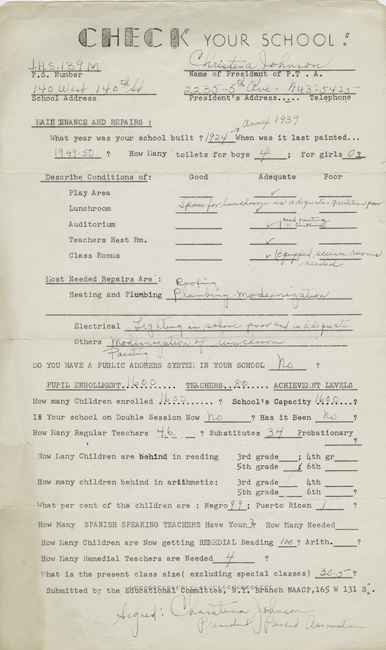 CHECK YOUR SCHOOL:
J.H.S. 139 M Christena Johnson
P.S. Number Name of President of P.T.A.
140 West 140th St 2235-5th Ave - AU3-5425
School Address President's Address..... Telephone
MAINTENANCE AND REPAIRS:
Annex 1939
What year was your school built ? 1924 When was it last painted...
1949-50 ? How Many toilets for boys 4 ; for girls 0
Describe Conditions of: Good Adequate Poor
Play Area ✓
Lunchroom Space for lunchroom is adequate. Facilities poor
Auditorium ✓ (need painting
Teachers Rest Rm. ✓
Class Rooms ✓ (Equipped science rooms
needed
Most Needed Repairs Are : Roofing
Heating and Plumbing Plumbing Modernization
Electrical Lighting in school poor and inadequate
Others Modernization of lunchroom
Painting
DO YOU HAVE A PUBLIC ADDRESS SYSTEM IN YOUR SCHOOL No ?
PUPIL ENROLLMENT 1600 TEACHERS 80 ACHIEVEMENT LEVELS
How many Children enrolled 1600 ? School's Capacity 1600 ?
Is Your school on Double Session Now No ? Has it Been No ?
How Many Regular Teachers 46 ? Substitutes 34 Probationary
?
How Many Children are Behind in reading 3rd grade ; 4th gr
5th grade 6th
How many children behind in arithmetic: 3rd grade 4th
5th grade 6th
What per cent of the children are : Negro 99 ; Puerto Rican 1 ?
How Many SPANISH SPEAKING TEACHERS Have Your ? How Many Needed
How Many Children are Now getting REMEDIAL Reading 100 ? Arith. ?
How Many Remedial Teachers are Needed 4 ?
What is the present class size( excluding special classes) 30.5 ?
Submitted by the Educational Committee, N.Y. Branch NAACP,165 W 131 S.
Signed: Christena Johnson
President Parent Association